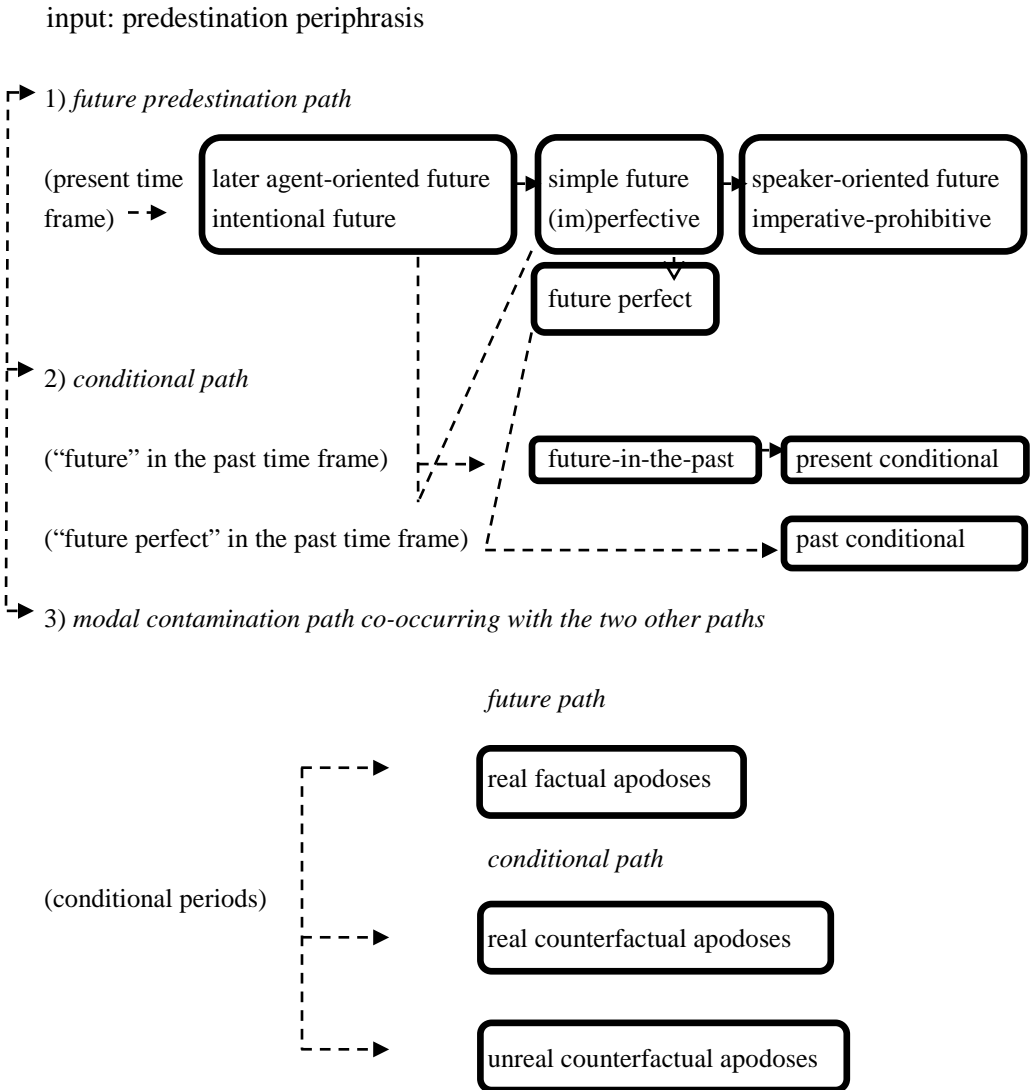 input: predestination periphrasis
1) future predestination path
(present time frame)
later agent-oriented future
intentional future
simple future
(im)perfective
speaker-oriented future
imperative-prohibitive
future perfect
2) conditional path
(“future” in the past time frame)
future-in-the-past
present conditional
(“future perfect” in the past time frame)
past conditional
3) modal contamination path co-occurring with the two other paths
future path
real factual apodoses
conditional path
(conditional periods)
real counterfactual apodoses
unreal counterfactual apodoses